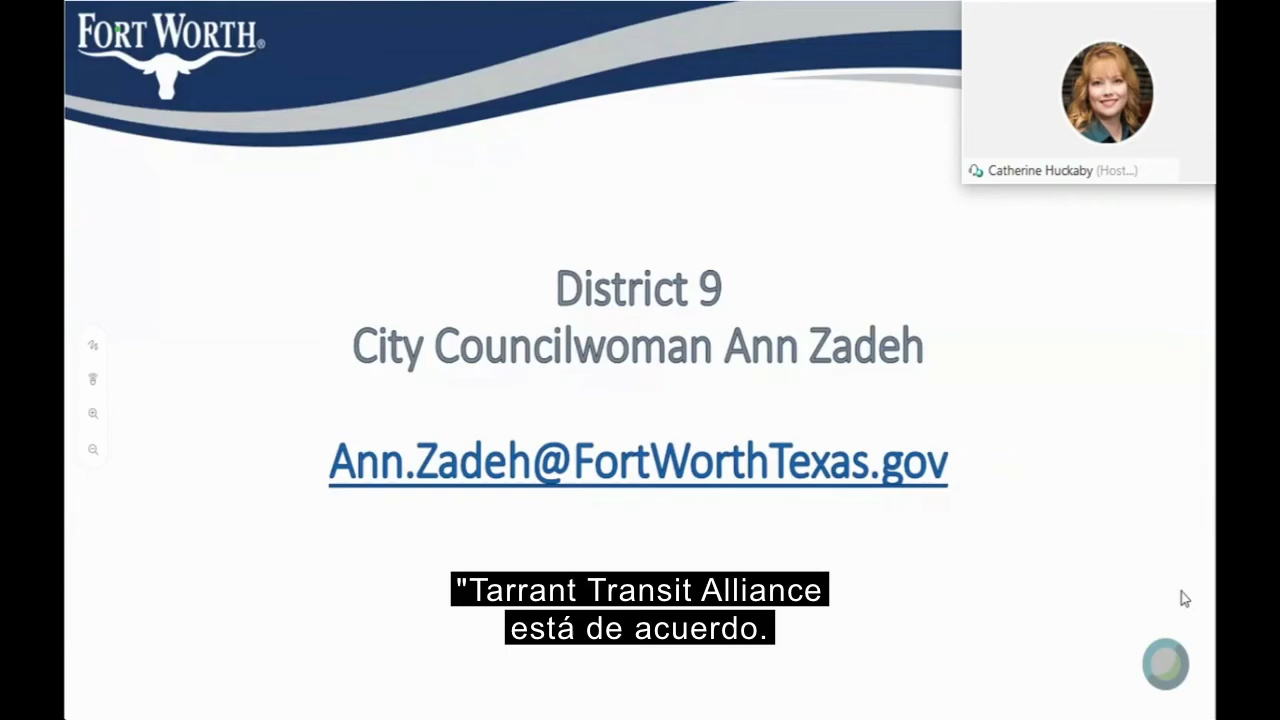 FORT WORTH®
Catherine Huckaby (Host...)
District 9
City Councilwoman Ann Zadeh
Ann.Zadeh@FortWorthTexas.gov
"Tarrant Transit Alliance
está de acuerdo.